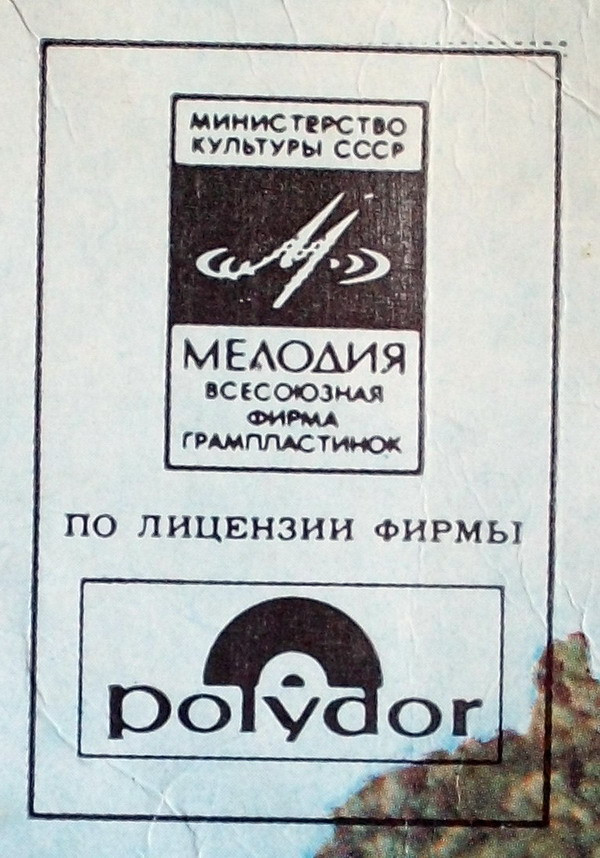 МИНИСТЕРСТВО
КУЛЬТУРЫ СССР
МЕЛОДИЯ
ВСЕСОЮЗНАЯ
ФИРМА
ГРАМПЛАСТИНОК
ПО ЛИЦЕНЗИИ ФИРМЫ
polydor